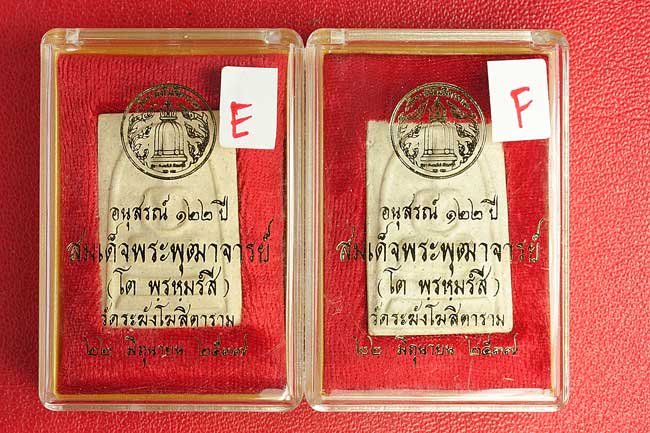 E
อนุสรณ์ ๑๒๒ ปี
สมเด็จพระพุฒาจารย์
(โต พรหมรังสี)
วัดระฆังโฆสิตาราม
๒๒ มิถุนายน ๒๕๓๗
F
อนุสรณ์ ๑๒๒ ปี
สมเด็จพระพุฒาจารย์
(โต พรหมรังสี)
วัดระฆังโฆสิตาราม
๒๒ มิถุนายน ๒๕๓๗